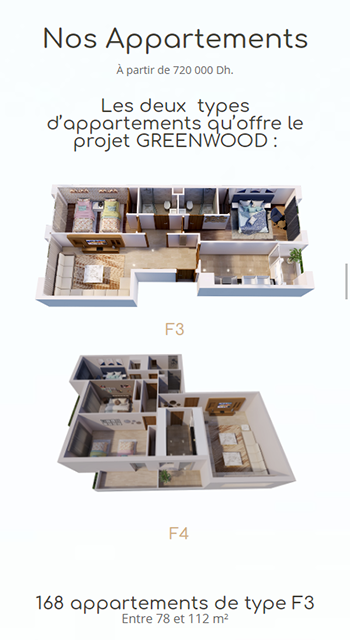 Nos Appartements
À partir de 720 000 Dh.
Les deux types
d'appartements qu'offre le
projet GREENWOOD :
F3
F4
168 appartements de type F3
Entre 78 et 112 m²